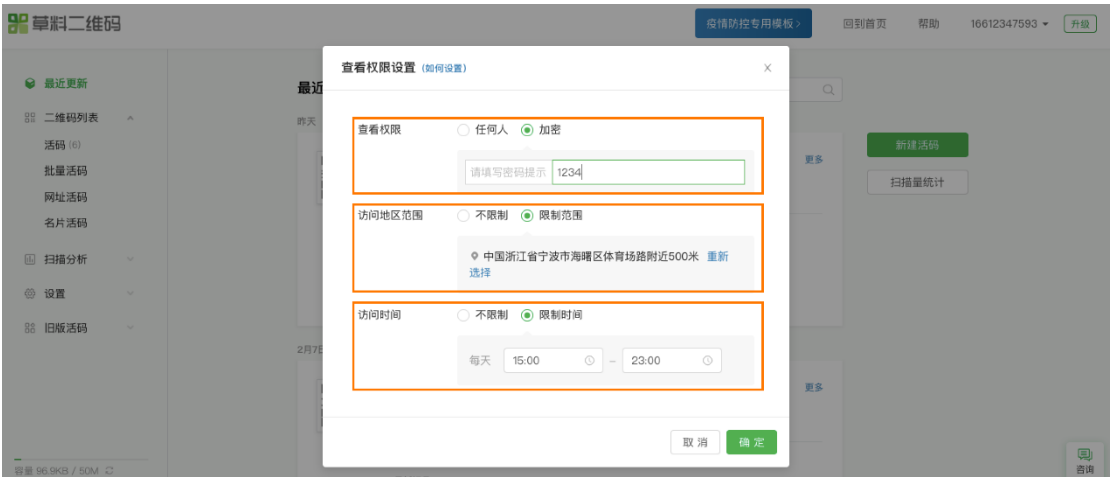 草料二维码
疫情防控专用模板>
回到首页
帮助
16612347593
升级
最近更新
二维码列表
活码 (6)
批量活码
网址活码
名片活码
扫描分析
设置
旧版活码
容量 96.9KB / 50M
最近
昨天
2月7日
查看权限设置 (如何设置)
查看权限
任何人
加密
请填写密码提示
1234
访问地区范围
不限制
限制范围
中国浙江省宁波市海曙区体育场路附近500米 重新
选择
访问时间
不限制
限制时间
每天
15:00
-
23:00
取 消
确 定
更多
更多
新建活码
扫描量统计
咨询